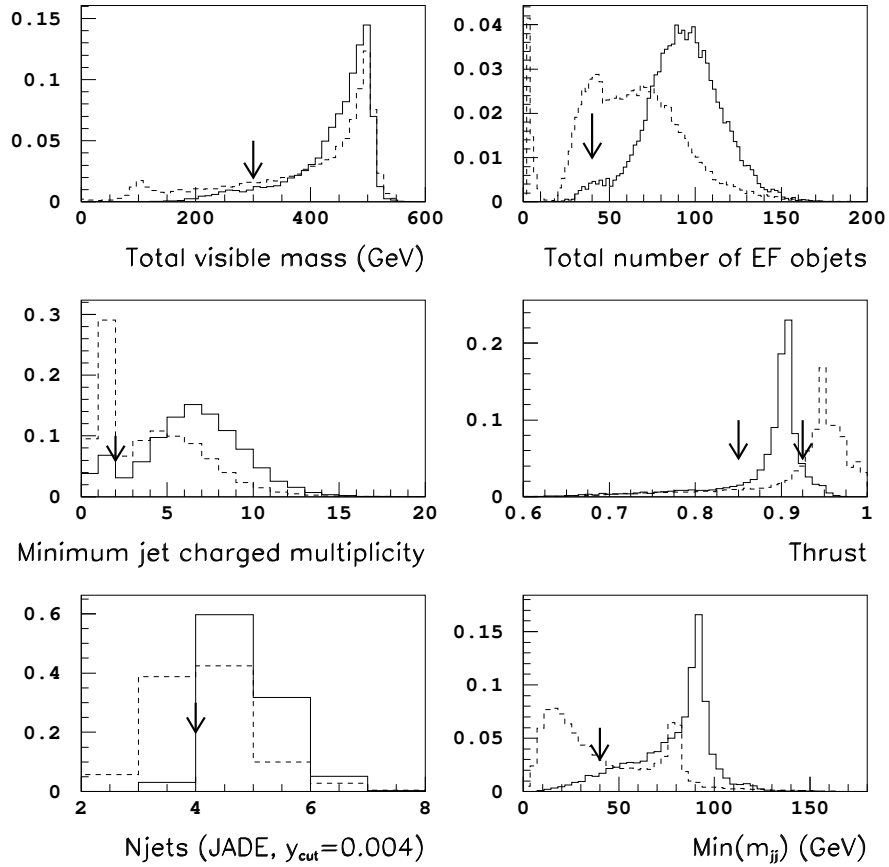 0.15
0.1
0.05
0
0 200 400 600
Total visible mass (GeV)
0.04
0.03
0.02
0.01
0
0 50 100 150 200
Total number of EF objets
0.3
0.2
0.1
0
0 5 10 15 20
Minimum jet charged multiplicity
0.2
0.1
0
0.6 0.7 0.8 0.9 1
Thrust
0.6
0.4
0.2
0
2 4 6 8
Njets (JADE, ycut=0.004)
0.15
0.1
0.05
0
0 50 100 150
Min(mjj) (GeV)